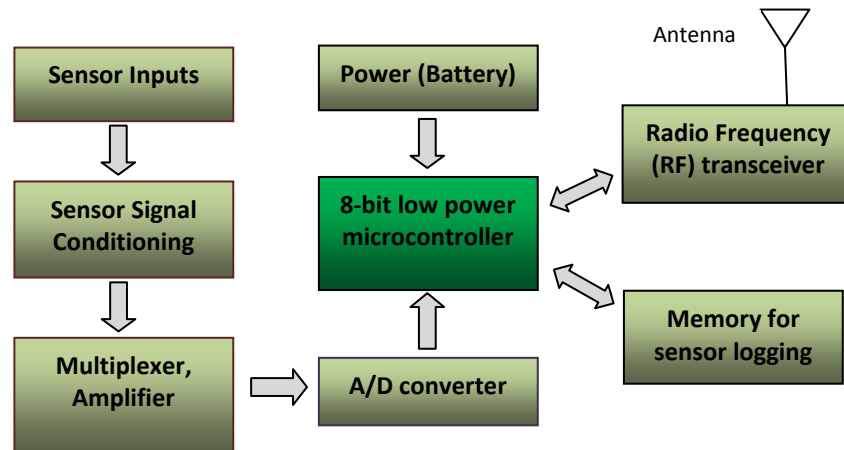 Sensor Inputs
Power (Battery)
Antenna
Radio Frequency
(RF) transceiver
Sensor Signal
Conditioning
8-bit low power
microcontroller
Multiplexer,
Amplifier
A/D converter
Memory for
sensor logging